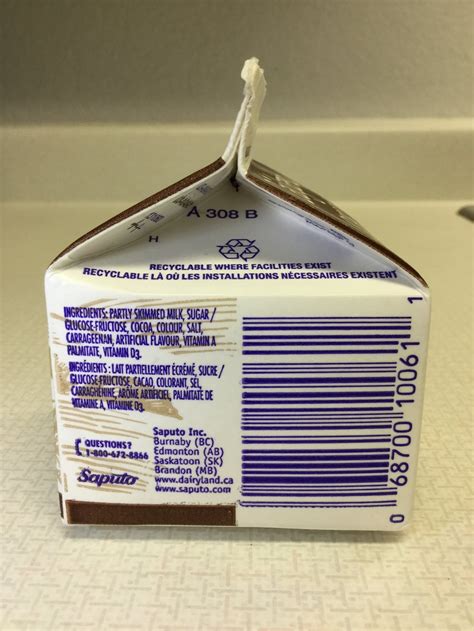 A 308 B
H
RECYCLABLE WHERE FACILITIES EXIST
RECYCLABLE LÀ OÙ LES INSTALLATIONS NÉCESSAIRES EXISTENT
INGREDIENTS: PARTLY SKIMMED MILK, SUGAR /
GLUCOSE-FRUCTOSE, COCOA, COLOUR, SALT,
CARRAGEENAN, ARTIFICIAL FLAVOUR, VITAMIN A
PALMITATE, VITAMIN D3.
INGRÉDIENTS : LAIT PARTIELLEMENT ÉCRÉMÉ, SUCRE /
GLUCOSE-FRUCTOSE, CACAO, COLORANT, SEL,
CARRAGHÉNINE, ARÔME ARTIFICIEL, PALMITATE DE
VITAMINE A, VITAMINE D3.
QUESTIONS?
1-800-672-8866
Saputo
Saputo Inc.
Burnaby (BC)
Edmonton (AB)
Saskatoon (SK)
Brandon (MB)
www.dairyland.ca
www.saputo.com
0 68700 10061 1